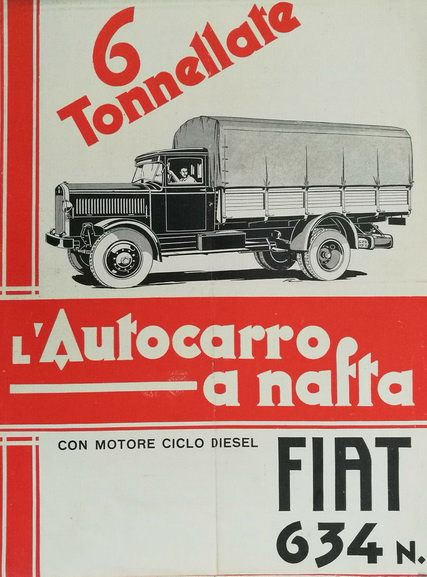 6
Tonnellate
L'Autocarro
a nafta
CON MOTORE CICLO DIESEL
FIAT
634 N.